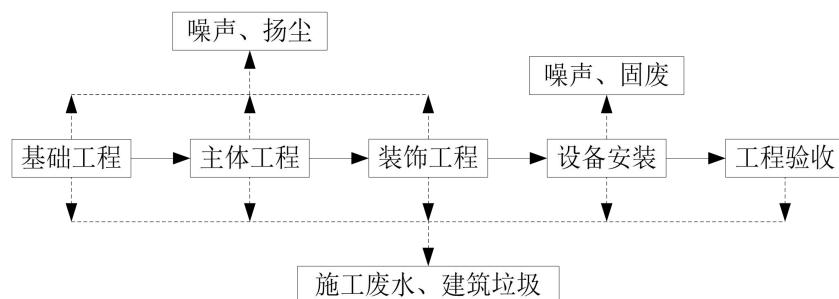 噪声、扬尘
噪声、固废
基础工程
主体工程
装饰工程
设备安装
工程验收
施工废水、建筑垃圾